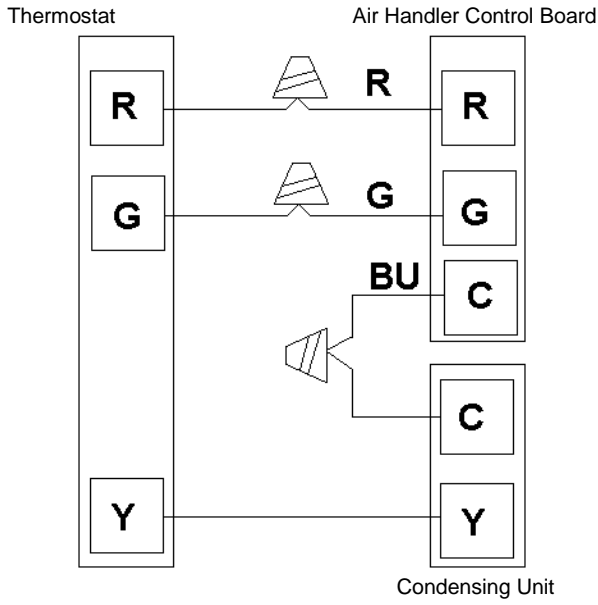 Thermostat
Air Handler Control Board
R
R
R
G
G
G
BU
C
C
Y
Y
Condensing Unit